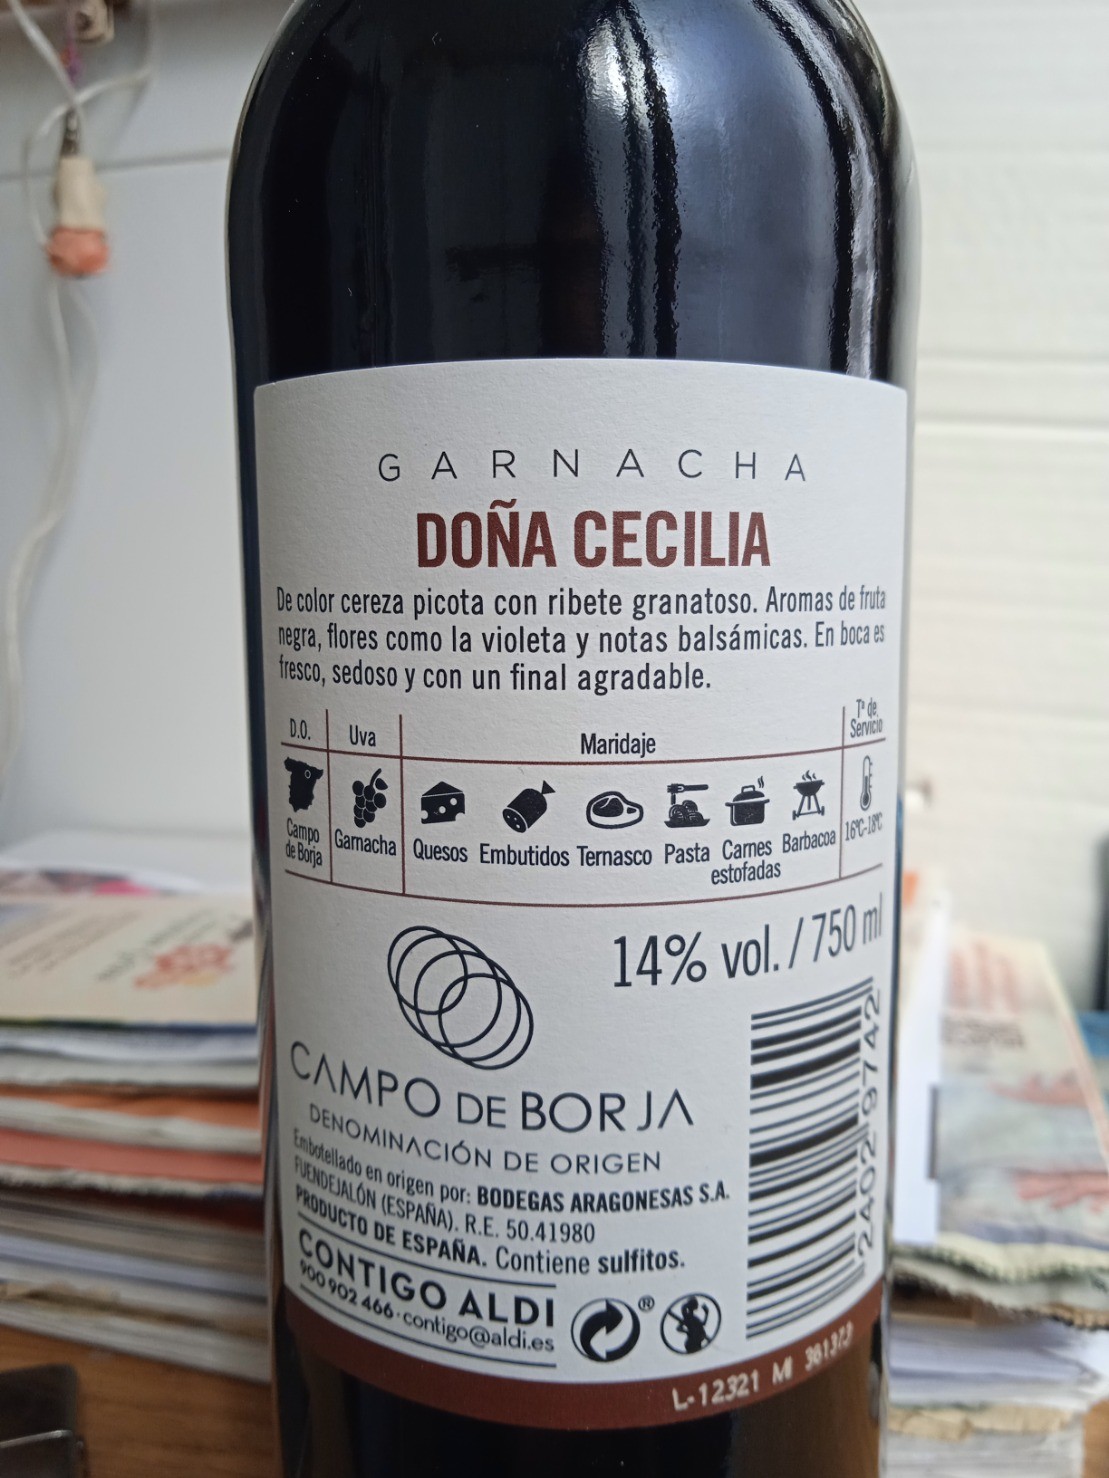 GARNACHA
DOÑA CECILIA
De color cereza picota con ribete granatoso. Aromas de fruta
negra, flores como la violeta y notas balsámicas. En boca es
fresco, sedoso y con un final agradable.
D.O.
Uva
Maridaje
Tª de
Servicio
Campo
de Borja
Garnacha
Quesos
Embutidos
Ternasco
Pasta
Carnes
estofadas
Barbacoa
16ºC-18ºC
14% vol. / 750 ml
CAMPO DE BORJA
DENOMINACIÓN DE ORIGEN
Embotellado en origen por: BODEGAS ARAGONESAS S.A.
FUENDEJALÓN (ESPAÑA). R.E. 50.41980
PRODUCTO DE ESPAÑA. Contiene sulfitos.
CONTIGO ALDI
900 902 466 · contigo@aldi.es
®
2402 9742
L-12321 MI